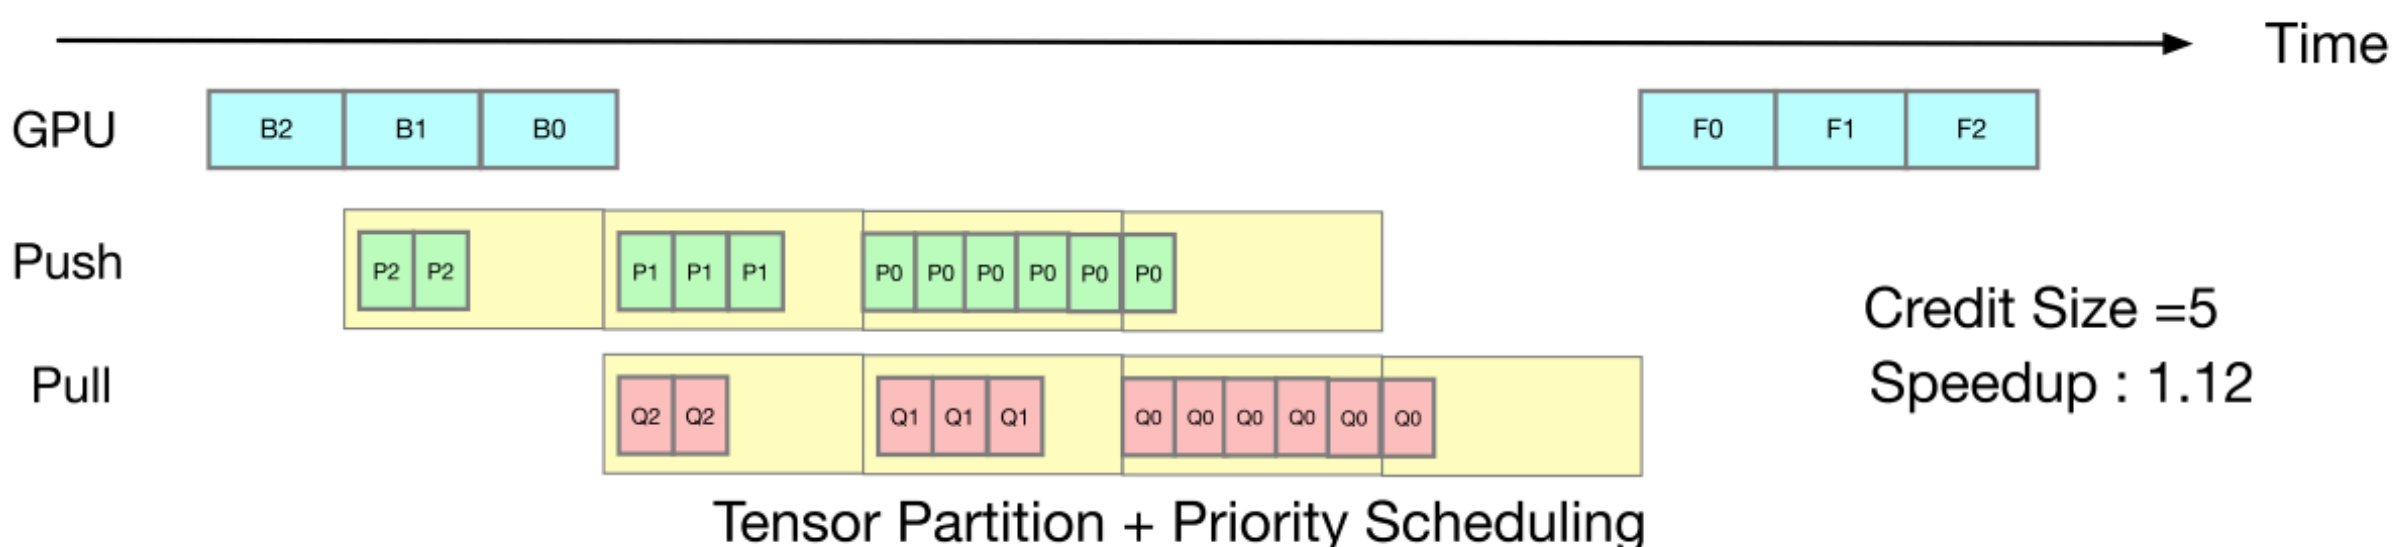 Time
GPU B2 B1 B0 F0 F1 F2
Push P2 P2 P1 P1 P1 P0 P0 P0 P0 P0 P0
Credit Size =5
Pull Q2 Q2 Q1 Q1 Q1 Q0 Q0 Q0 Q0 Q0 Q0
Speedup : 1.12
Tensor Partition + Priority Scheduling